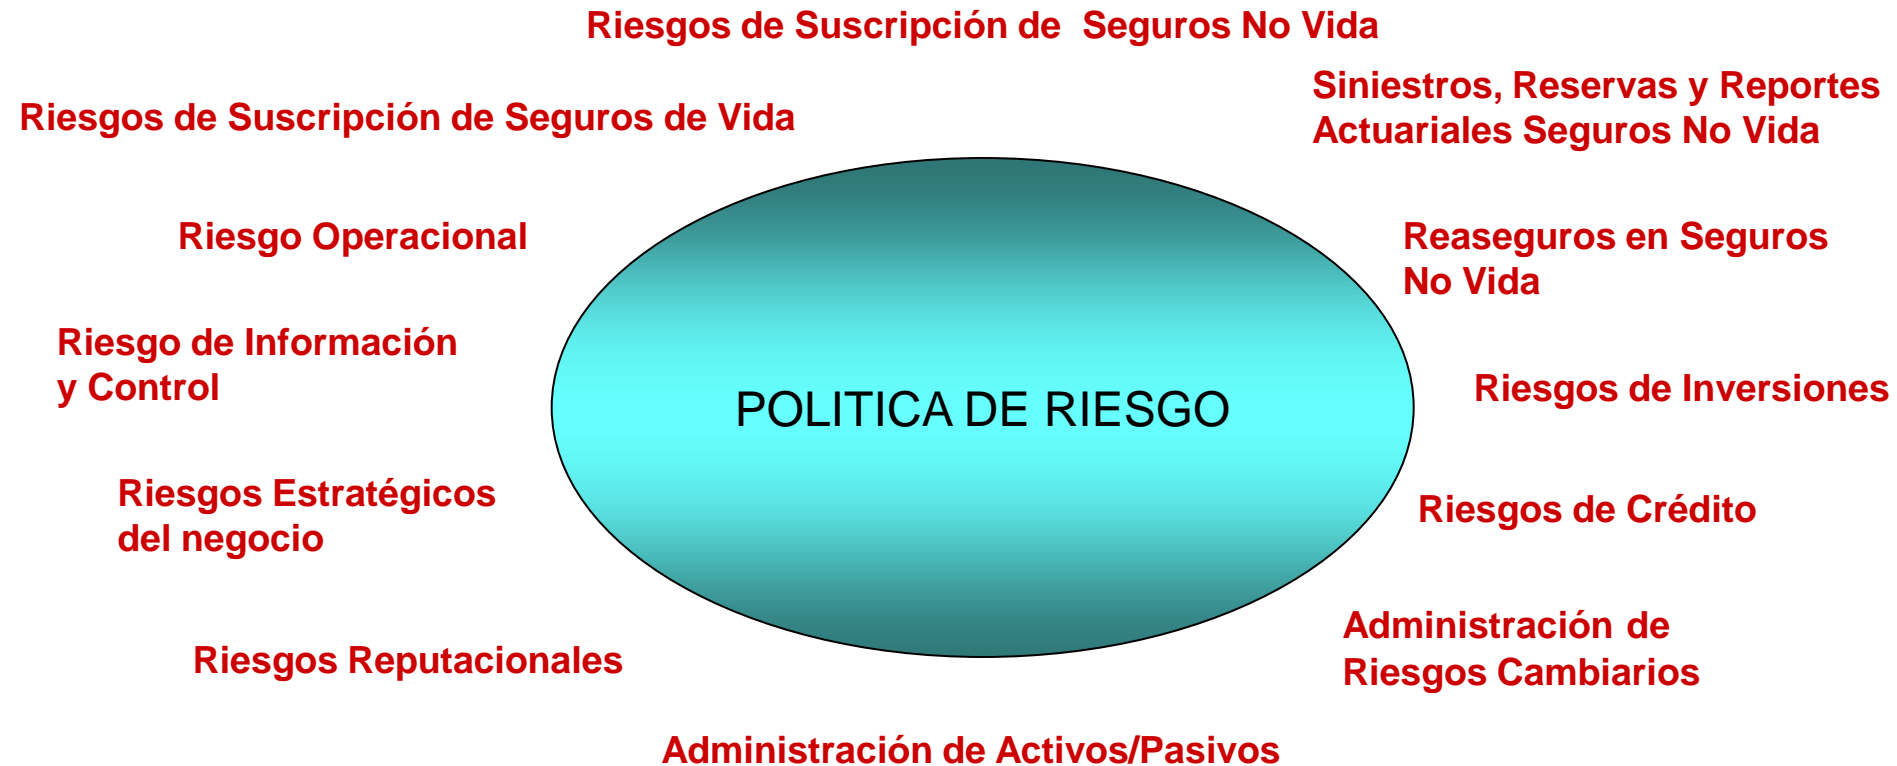 Riesgos de Suscripción de  Seguros No Vida
Siniestros, Reservas y Reportes
Actuariales Seguros No Vida
Riesgos de Suscripción de Seguros de Vida
Riesgo Operacional
Reaseguros en Seguros
No Vida
Riesgo de Información
y Control
Riesgos de Inversiones
POLITICA DE RIESGO
Riesgos Estratégicos
del negocio
Riesgos de Crédito
Administración de
Riesgos Cambiarios
Riesgos Reputacionales
Administración de Activos/Pasivos